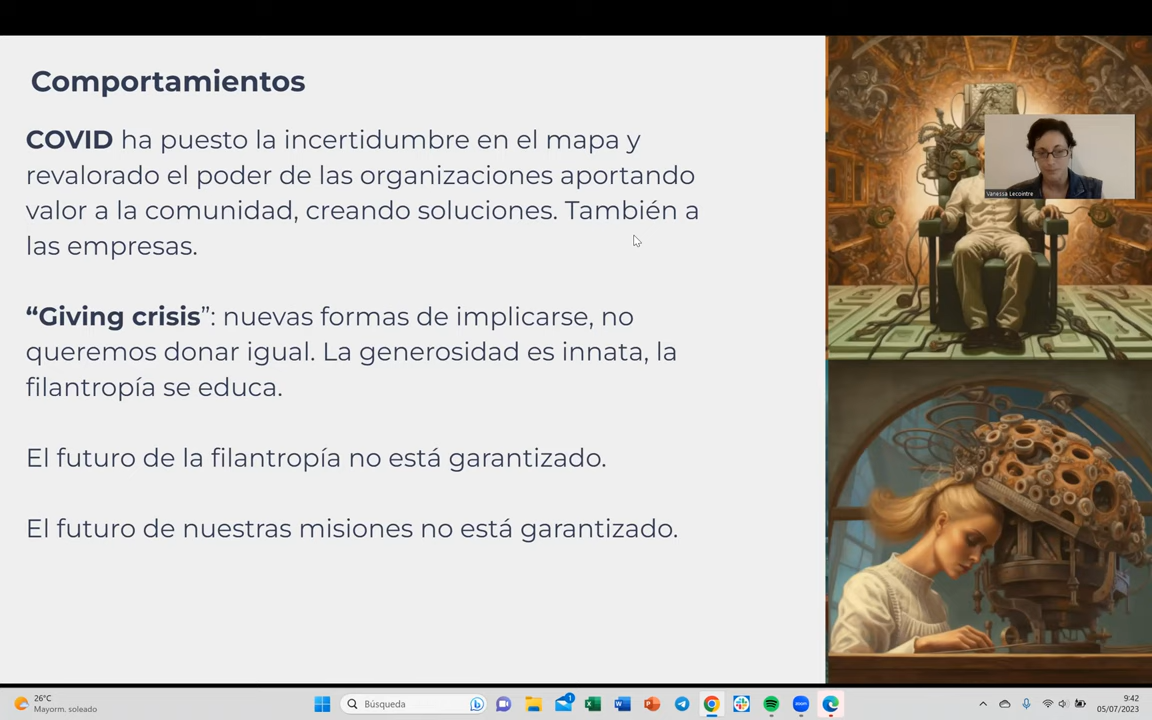 Comportamientos
COVID ha puesto la incertidumbre en el mapa y
revalorado el poder de las organizaciones aportando
valor a la comunidad, creando soluciones. También a
las empresas.
“Giving crisis”: nuevas formas de implicarse, no
queremos donar igual. La generosidad es innata, la
filantropía se educa.
El futuro de la filantropía no está garantizado.
El futuro de nuestras misiones no está garantizado.
Vanessa Lecointre
26°C
Mayorm. soleado
Búsqueda
1
zoom
9:42
05/07/2023